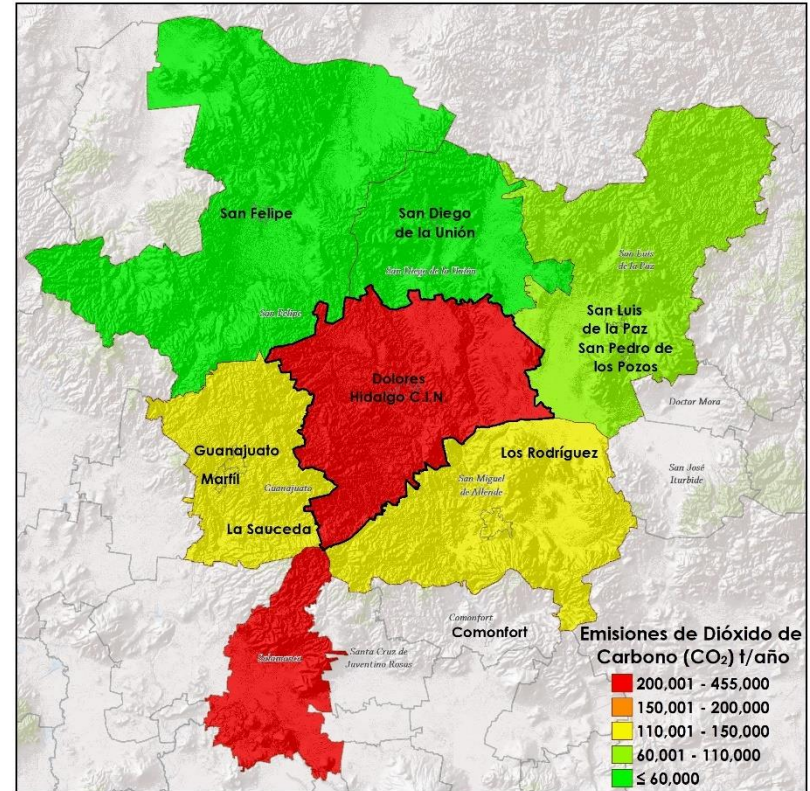 San Felipe
San Diego
de la Unión
San Luis
de la Paz
San Diego de la Unión
San Felipe
San Luis
de la Paz
San Pedro de
los Pozos
Dolores
Hidalgo C.I.N.
Doctor Mora
Guanajuato
Marfíl
Guanajuato
Los Rodríguez
San Miguel
de Allende
San José
Iturbide
La Sauceda
Comonfort
Comonfort
Salamanca
Santa Cruz de
Juventino Rosas
Emisiones de Dióxido de
Carbono (CO₂) t/año
200,001 - 455,000
150,001 - 200,000
110,001 - 150,000
60,001 - 110,000
≤ 60,000